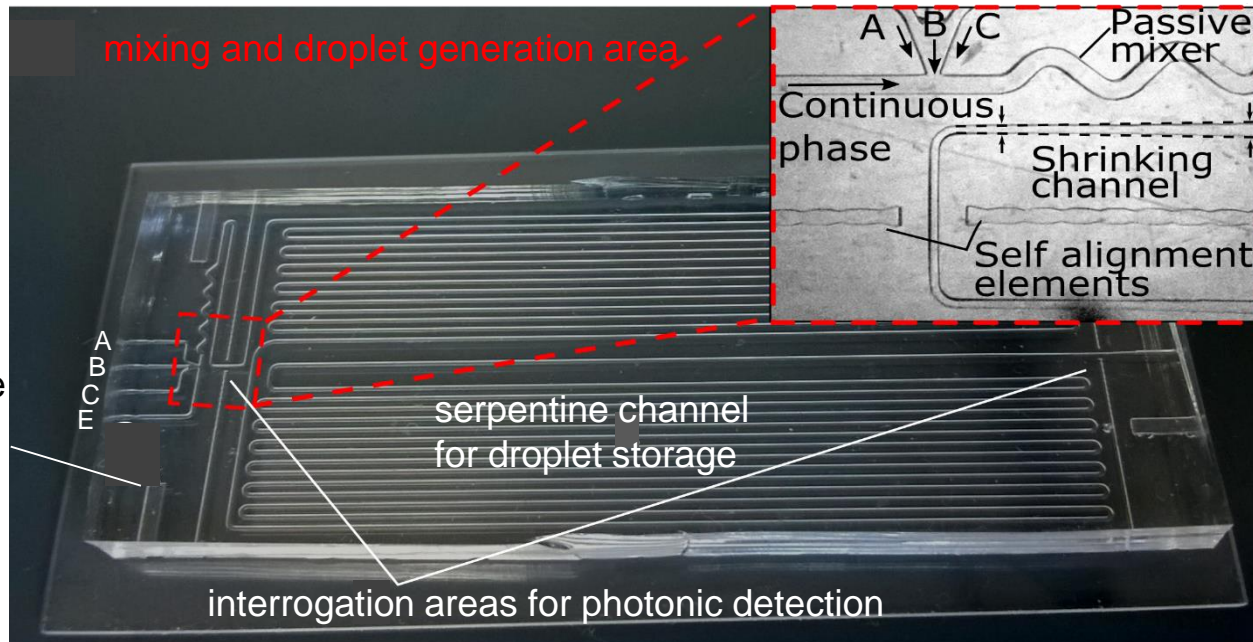 mixing and droplet generation area
A B C
Passive
mixer
Continuous
phase
Shrinking
channel
Self alignment
elements
A
B
C
E
e
serpentine channel
for droplet storage
interrogation areas for photonic detection